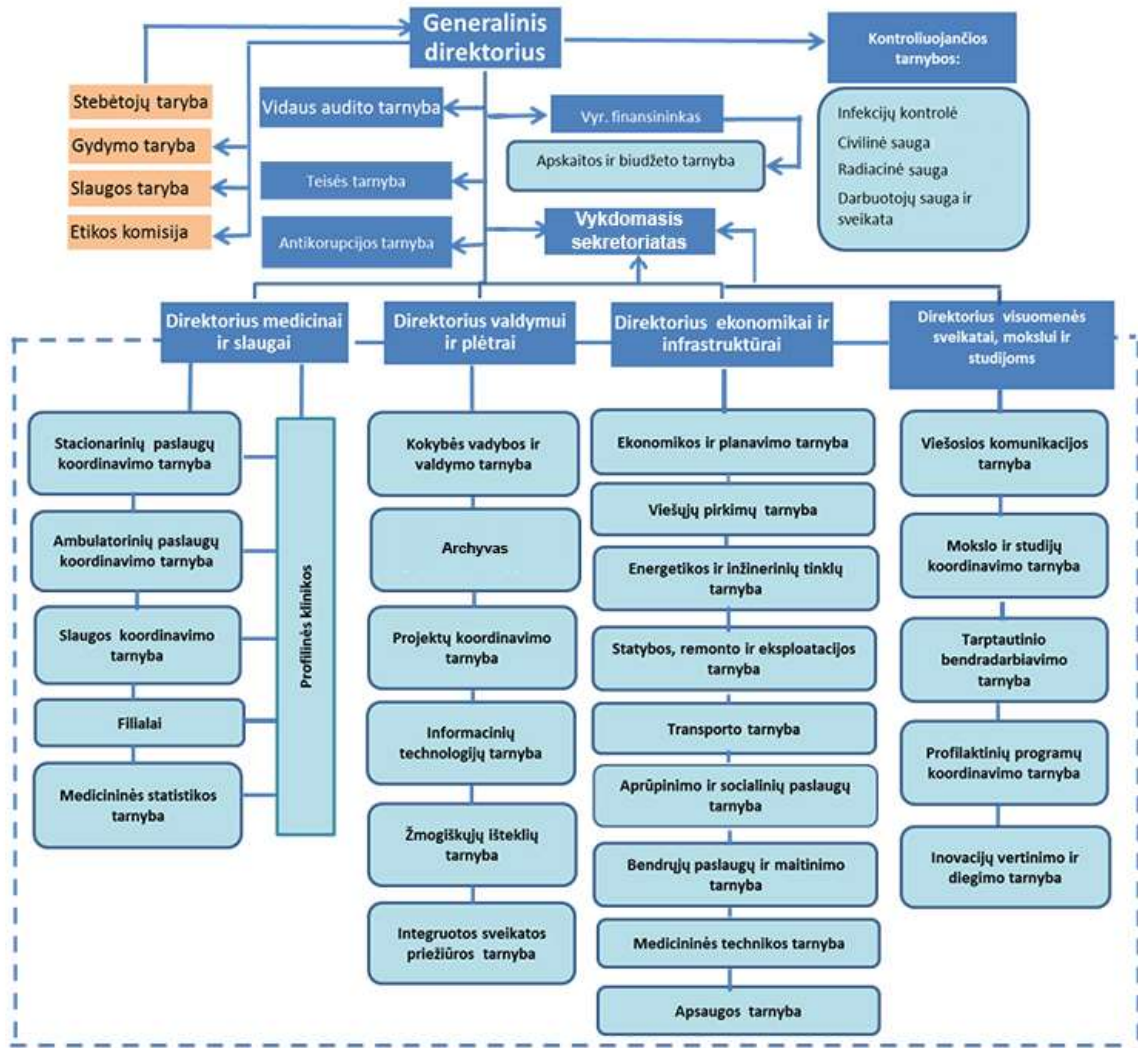 Generalinis
direktorius
Kontroliuojančios
tarnybos:
Infekcijų kontrolė
Civilinė sauga
Radiacinė sauga
Darbuotojų sauga ir
sveikata
Stebėtojų taryba
Gydymo taryba
Slaugos taryba
Etikos komisija
Vidaus audito tarnyba
Teisės tarnyba
Antikorupcijos tarnyba
Vyr. finansininkas
Apskaitos ir biudžeto tarnyba
Vykdomasis
sekretoriatas
Direktorius medicinai
ir slaugai
Stacionarinių paslaugų
koordinavimo tarnyba
Ambulatorinių paslaugų
koordinavimo tarnyba
Slaugos koordinavimo
tarnyba
Filialai
Medicininės statistikos
tarnyba
Profilinės klinikos
Direktorius valdymui
ir plėtrai
Kokybės vadybos ir
valdymo tarnyba
Archyvas
Projektų koordinavimo
tarnyba
Informacinių
technologijų tarnyba
Žmogiškųjų išteklių
tarnyba
Integruotos sveikatos
priežiūros tarnyba
Direktorius ekonomikai ir
infrastruktūrai
Ekonomikos ir planavimo tarnyba
Viešųjų pirkimų tarnyba
Energetikos ir inžinerinių tinklų
tarnyba
Statybos, remonto ir eksploatacijos
tarnyba
Transporto tarnyba
Aprūpinimo ir socialinių paslaugų
tarnyba
Bendrųjų paslaugų ir maitinimo
tarnyba
Medicininės technikos tarnyba
Apsaugos tarnyba
Direktorius visuomenės
sveikatai, mokslui ir
studijoms
Viešosios komunikacijos
tarnyba
Mokslo ir studijų
koordinavimo tarnyba
Tarptautinio
bendradarbiavimo
tarnyba
Profilaktinių programų
koordinavimo tarnyba
Inovacijų vertinimo ir
diegimo tarnyba